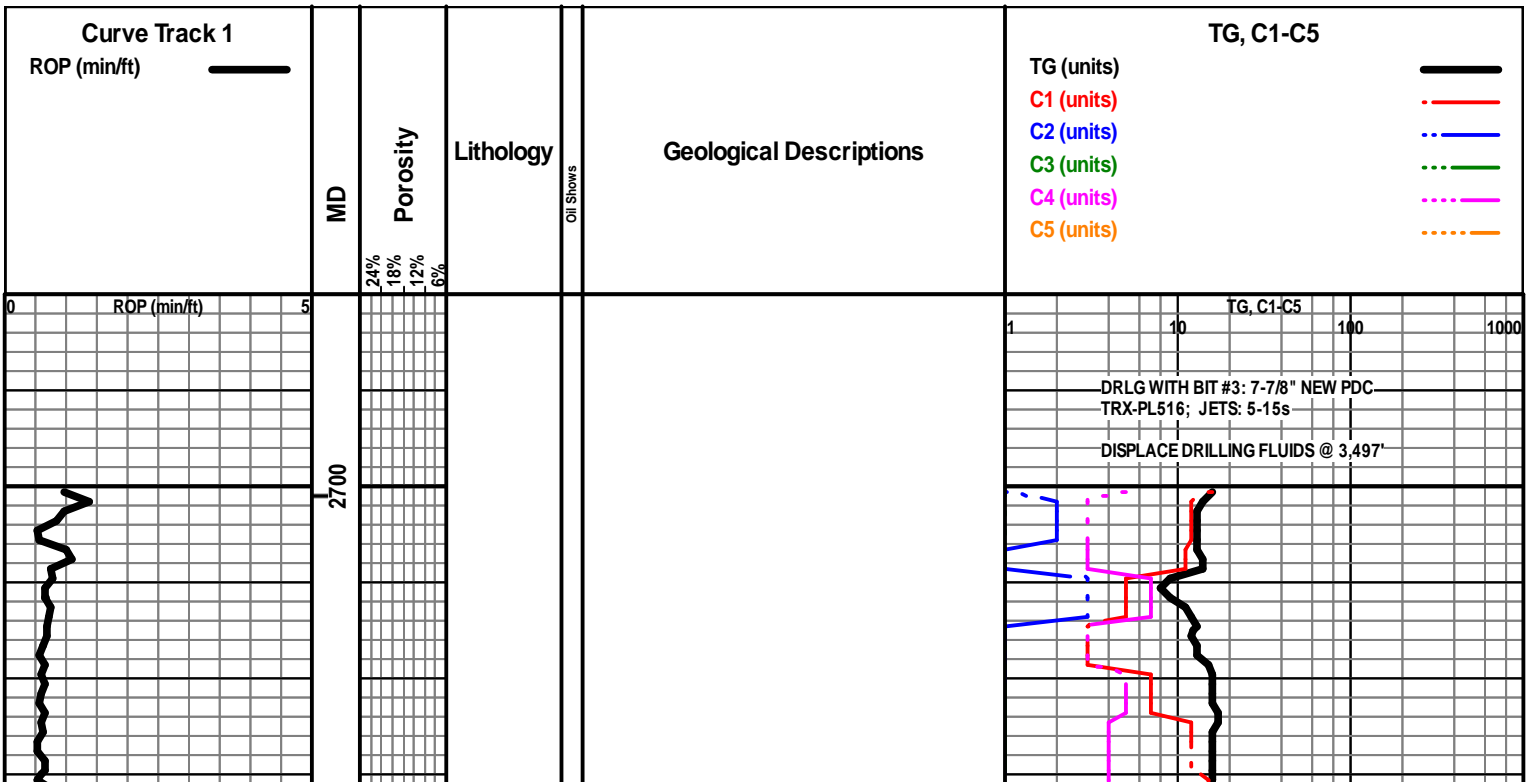 Curve Track 1
ROP (min/ft)
MD
Porosity
24%
18%
12%
6%
Lithology
Oil Shows
Geological Descriptions
TG, C1-C5
TG (units)
C1 (units)
C2 (units)
C3 (units)
C4 (units)
C5 (units)
0 ROP (min/ft) 5
TG, C1-C5
1 10 100 1000
DRLG WITH BIT #3: 7-7/8" NEW PDC
TRX-PL516; JETS: 5-15s
DISPLACE DRILLING FLUIDS @ 3,497'
2700